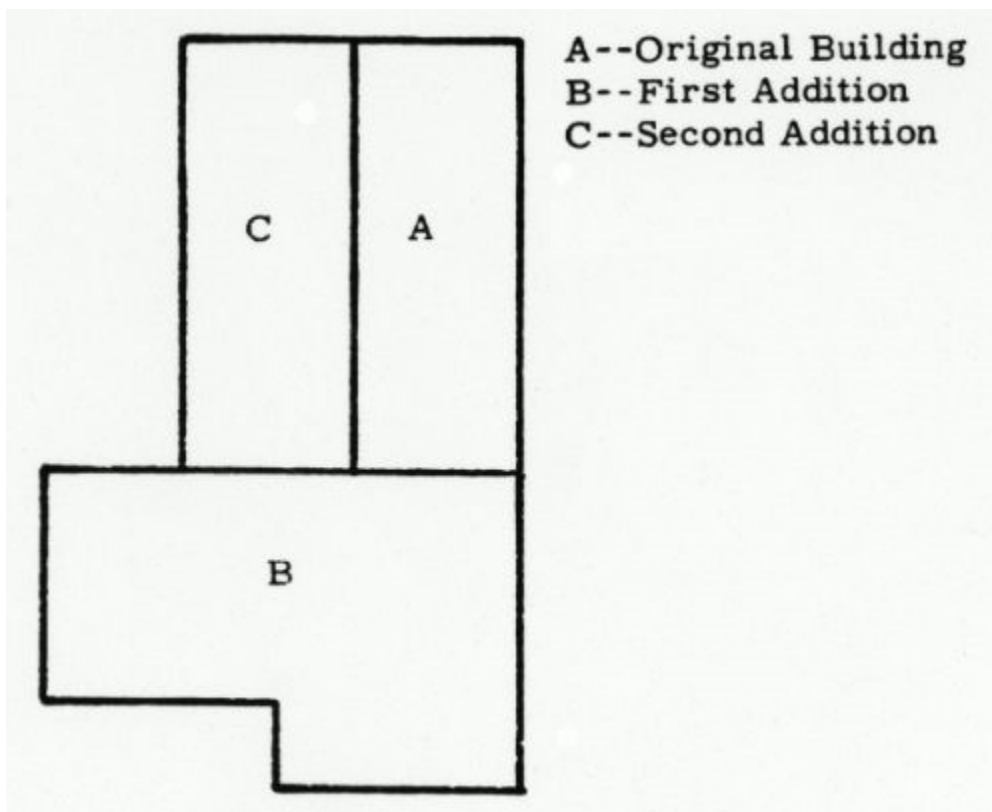 A--Original Building
B--First Addition
C--Second Addition
C
A
B